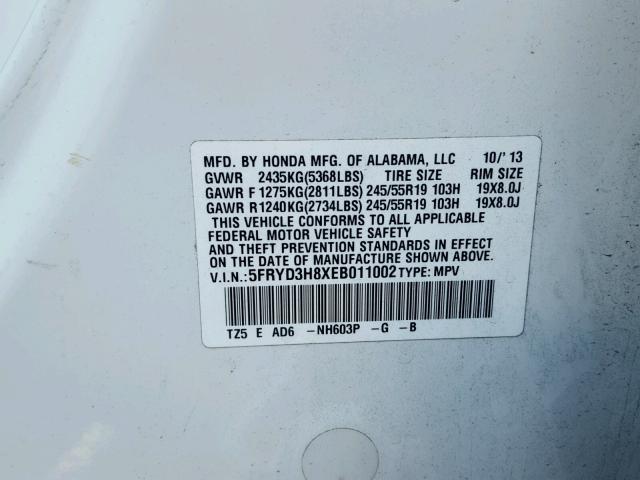 MFD. BY HONDA MFG. OF ALABAMA, LLC 10/'13
GVWR 2435KG(5368LBS) TIRE SIZE RIM SIZE
GAWR F 1275KG(2811LBS) 245/55R19 103H 19X8.0J
GAWR R 1240KG(2734LBS) 245/55R19 103H 19X8.0J
THIS VEHICLE CONFORMS TO ALL APPLICABLE
FEDERAL MOTOR VEHICLE SAFETY
AND THEFT PREVENTION STANDARDS IN EFFECT
ON THE DATE OF MANUFACTURE SHOWN ABOVE.
V.I.N.:5FRYD3H8XEB011002 TYPE: MPV
TZ5 E AD6 -NH603P -G -B